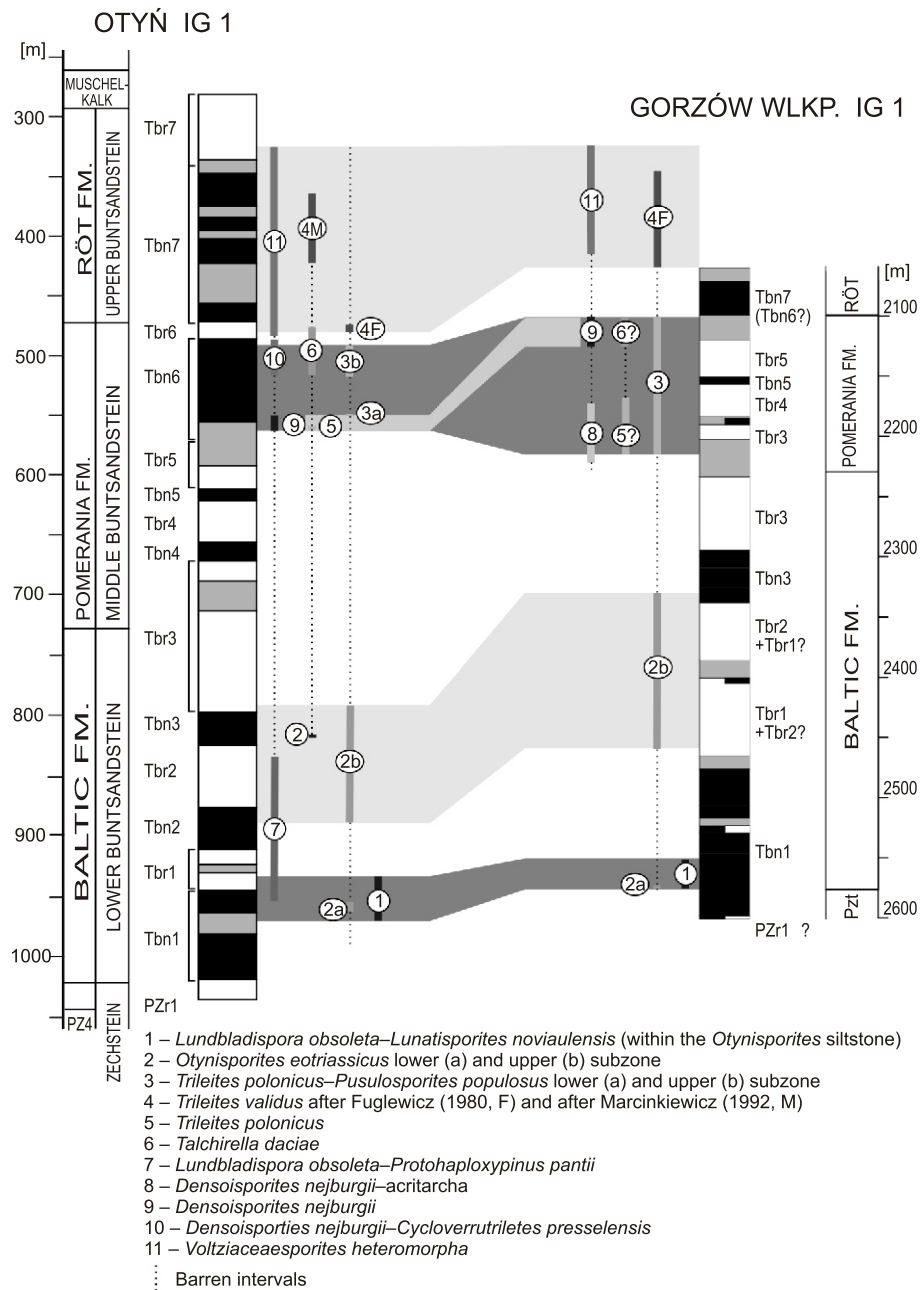 OTYŃ IG 1
[m]
300
400
500
600
700
800
900
1000
MUSCHEL-
KALK
RÖT FM.
UPPER BUNTSANDSTEIN
POMERANIA FM.
MIDDLE BUNTSANDSTEIN
BALTIC FM.
LOWER BUNTSANDSTEIN
PZ4
ZECHSTEIN
Tbr7
Tbn7
Tbr6
Tbn6
Tbr5
Tbn5
Tbr4
Tbn4
Tbr3
Tbn3
Tbr2
Tbn2
Tbr1
Tbn1
PZr1
11
4M
4F
10
6
3b
3a
9
5
2
2b
7
2a
1
GORZÓW WLKP. IG 1
11
4F
9
6?
3
8
5?
2b
2a
1
Tbn7
(Tbn6?)
Tbr5
Tbn5
Tbr4
Tbr3
Tbr3
Tbn3
Tbr2
+Tbr1?
Tbr1
+Tbr2?
Tbn1
PZr1 ?
RÖT
POMERANIA FM.
BALTIC FM.
Pzt
[m]
2100
2200
2300
2400
2500
2600
1 – Lundbladispora obsoleta–Lunatisporites noviaulensis (within the Otynisporites siltstone)
2 – Otynisporites eotriassicus lower (a) and upper (b) subzone
3 – Trileites polonicus–Pusulosporites populosus lower (a) and upper (b) subzone
4 – Trileites validus after Fuglewicz (1980, F) and after Marcinkiewicz (1992, M)
5 – Trileites polonicus
6 – Talchirella daciae
7 – Lundbladispora obsoleta–Protohaploxypinus pantii
8 – Densoisporites nejburgii–acritarcha
9 – Densoisporites nejburgii
10 – Densoisporties nejburgii–Cycloverrutriletes presselensis
11 – Voltziaceaesporites heteromorpha
Barren intervals